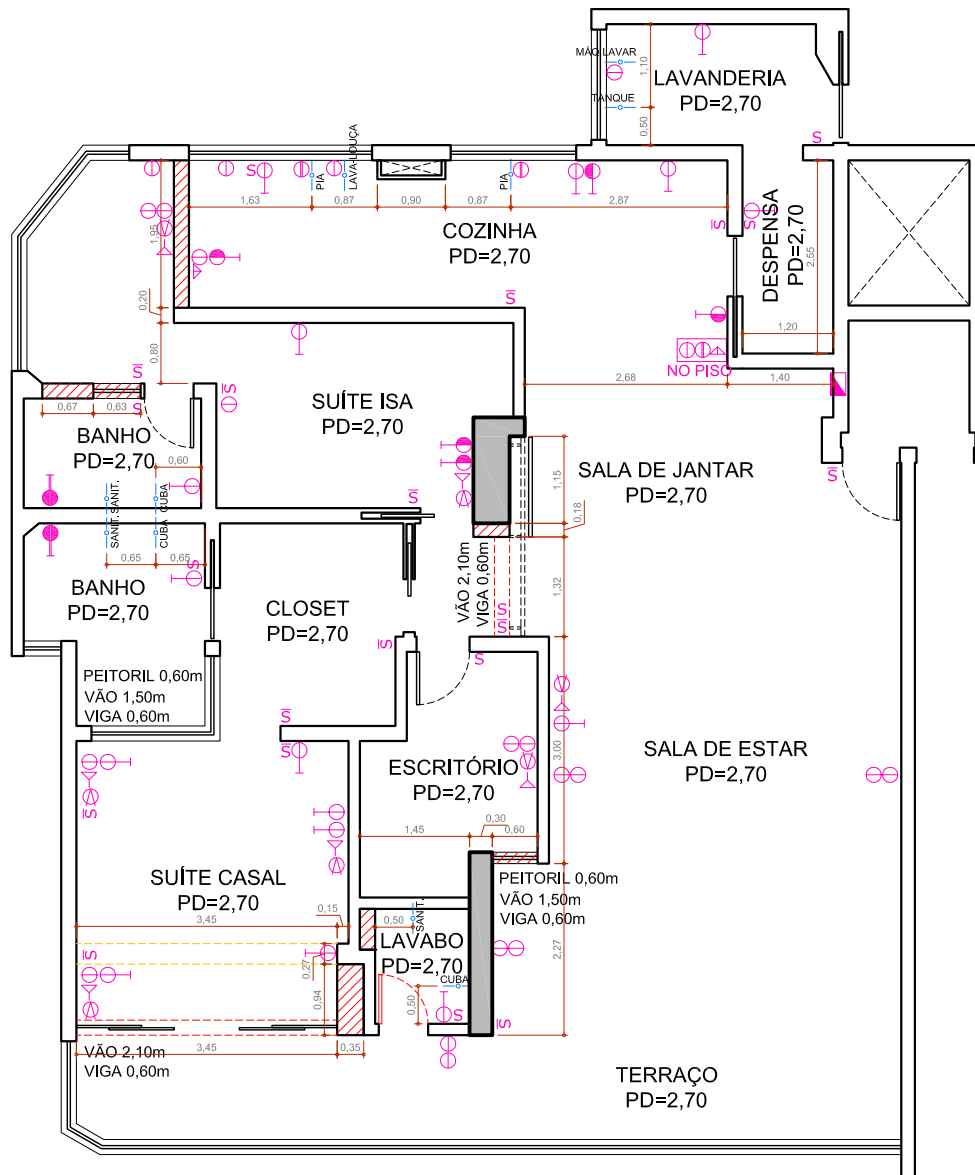 MÁQ LAVAR
1,10
LAVANDERIA
PD=2,70
TANQUE
0,50
S
LAVA-LOUÇA
PIA
PIA
S
1,63
0,87
0,90
0,87
2,87
COZINHA
PD=2,70
1,95
DESPENSA
PD=2,70
2,55
S
S
0,20
S
0,80
1,20
NO PISO
2,68
1,40
S
S
0,67
0,63
S
SUÍTE ISA
PD=2,70
BANHO
PD=2,70
0,60
SALA DE JANTAR
PD=2,70
1,15
S
S
SANIT.
CUBA
0,18
SANIT.
CUBA
0,65
0,65
S
BANHO
PD=2,70
CLOSET
PD=2,70
VÃO 2,10m
VIGA 0,60m
1,32
S
S
S
S
PEITORIL 0,60m
VÃO 1,50m
VIGA 0,60m
S
S
SALA DE ESTAR
PD=2,70
3,00
ESCRITÓRIO
PD=2,70
S
1,45
0,30
0,60
SUÍTE CASAL
PD=2,70
PEITORIL 0,60m
VÃO 1,50m
VIGA 0,60m
0,15
3,45
0,50
SANIT.
LAVABO
PD=2,70
2,27
S
0,27
0,94
CUBA
0,50
S
S
3,45
0,35
VÃO 2,10m
VIGA 0,60m
TERRAÇO
PD=2,70